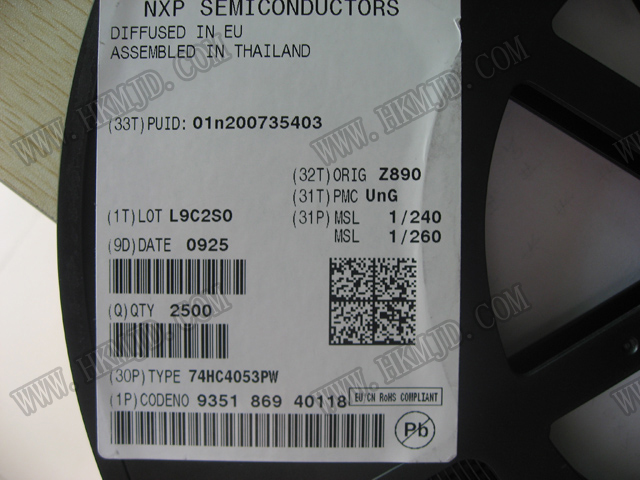 NXP SEMICONDUCTORS
DIFFUSED IN EU
ASSEMBLED IN THAILAND
(33T)PUID: 01n200735403
(32T)ORIG Z890
(31T)PMC UnG
(1T)LOT L9C2S0 (31P)MSL 1/240
MSL 1/260
(9D)DATE 0925
(Q)QTY 2500
(30P)TYPE 74HC4053PW
(1P)CODENO 9351 869 40118 EU/CN RoHS COMPLIANT
Pb
WWW.HKMJD.COM
WWW.HKMJD.COM
WWW.HKMJD.COM
WWW.HKMJD.COM
WWW.HKMJD.COM
WWW.HKMJD.COM